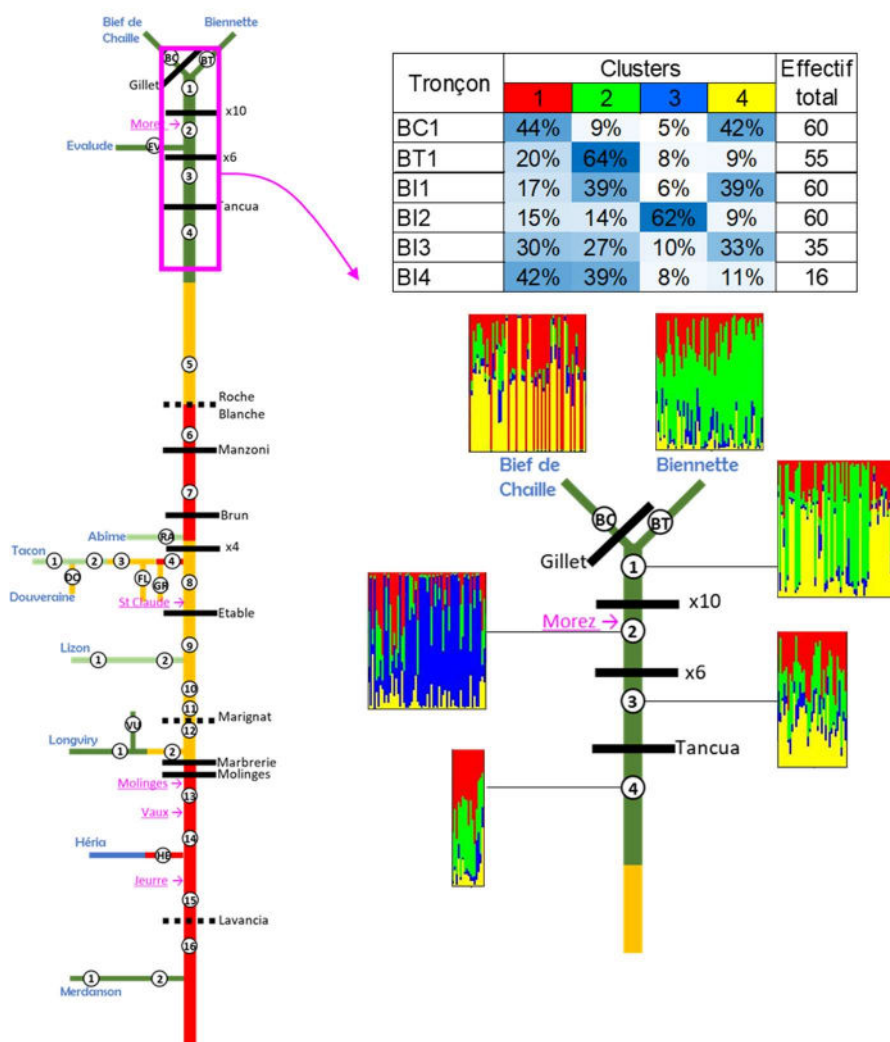 Bief de
Chaille
Biennette
BC
BT
Gillet
1
x10
Morez →
2
Evalude
EV
x6
3
Tancua
4
5
Roche
Blanche
6
Manzoni
7
Brun
Abîme
RA
x4
Tacon
1
2
3
4
DO
FL
GR
8
Douveraine
St Claude →
Etable
9
Lizon
1
2
10
11
Marignat
12
VU
Longviry
1
2
Marbrerie
Molinges
Molinges →
13
Vaux →
14
Héria
HE
Jeurre →
15
Lavancia
16
Merdanson
1
2
Tronçon Clusters Effectif total
1 2 3 4
BC1 44% 9% 5% 42% 60
BT1 20% 64% 8% 9% 55
BI1 17% 39% 6% 39% 60
BI2 15% 14% 62% 9% 60
BI3 30% 27% 10% 33% 35
BI4 42% 39% 8% 11% 16
Bief de
Chaille
Biennette
BC
BT
Gillet
1
x10
Morez →
2
x6
3
Tancua
4